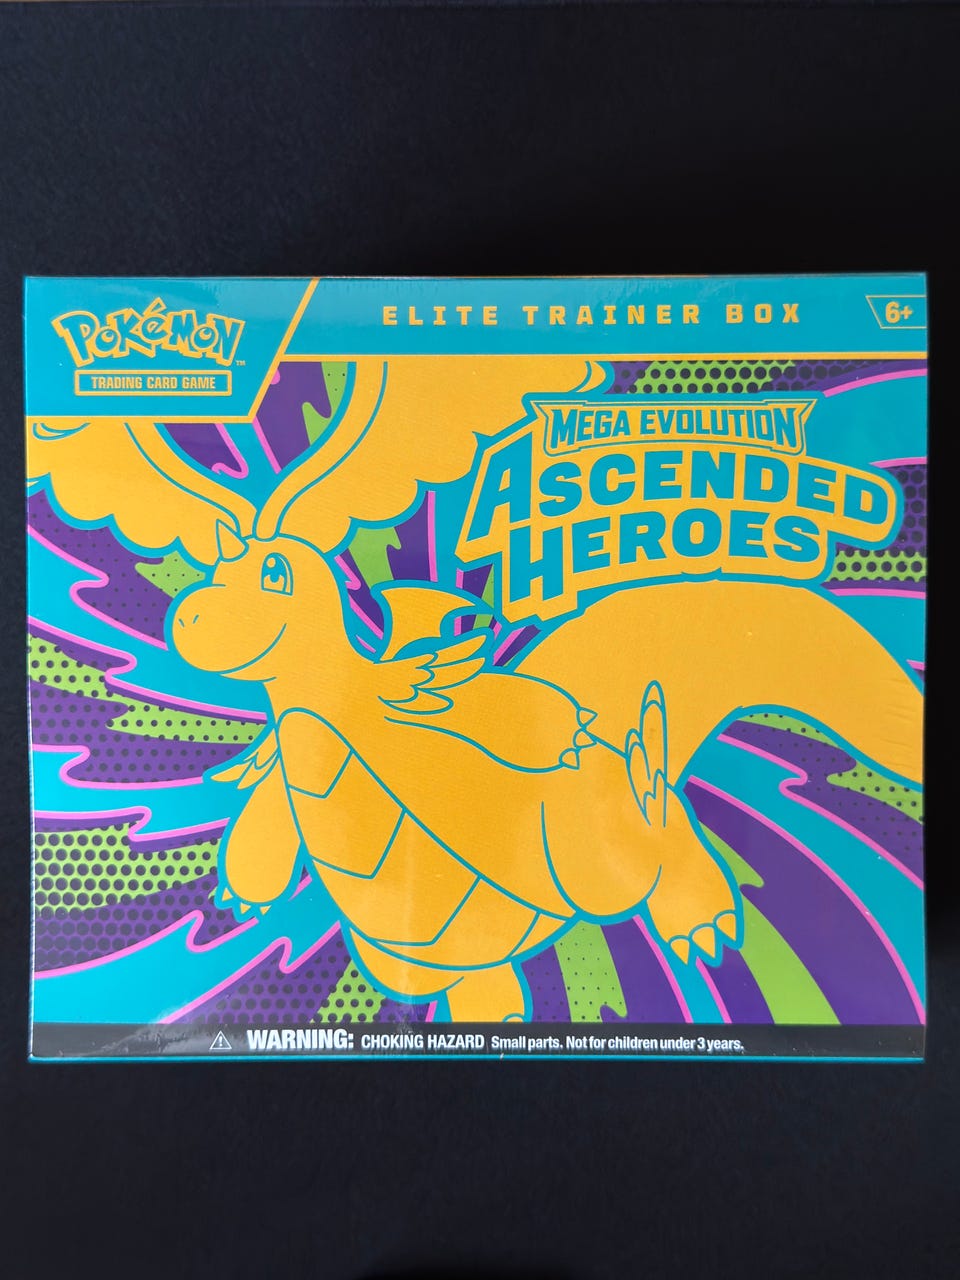 POKéMON™
TRADING CARD GAME
ELITE TRAINER BOX
6+
MEGA EVOLUTION
ASCENDED
HEROES
WARNING: CHOKING HAZARD Small parts. Not for children under 3 years.